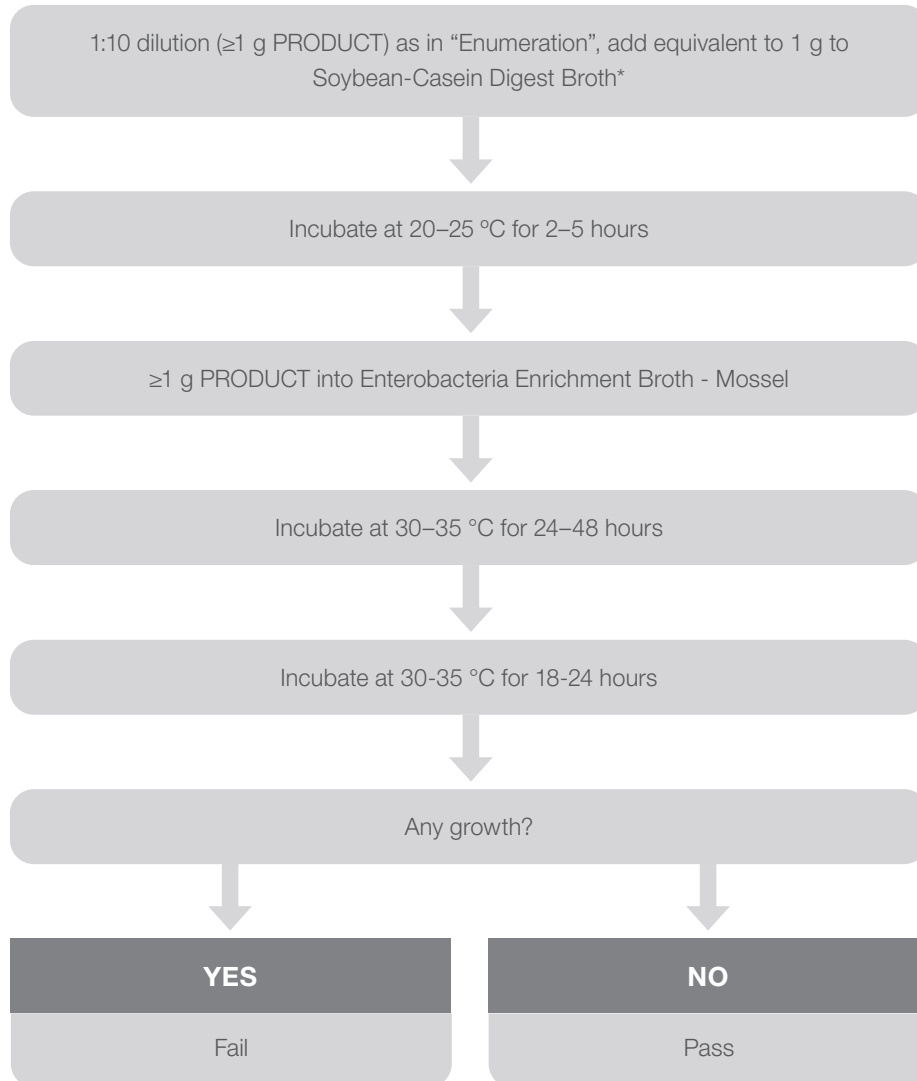 1:10 dilution (≥1 g PRODUCT) as in “Enumeration”, add equivalent to 1 g to
Soybean-Casein Digest Broth*
Incubate at 20–25 ºC for 2–5 hours
≥1 g PRODUCT into Enterobacteria Enrichment Broth - Mossel
Incubate at 30–35 °C for 24–48 hours
Incubate at 30-35 °C for 18-24 hours
Any growth?
YES
NO
Fail
Pass